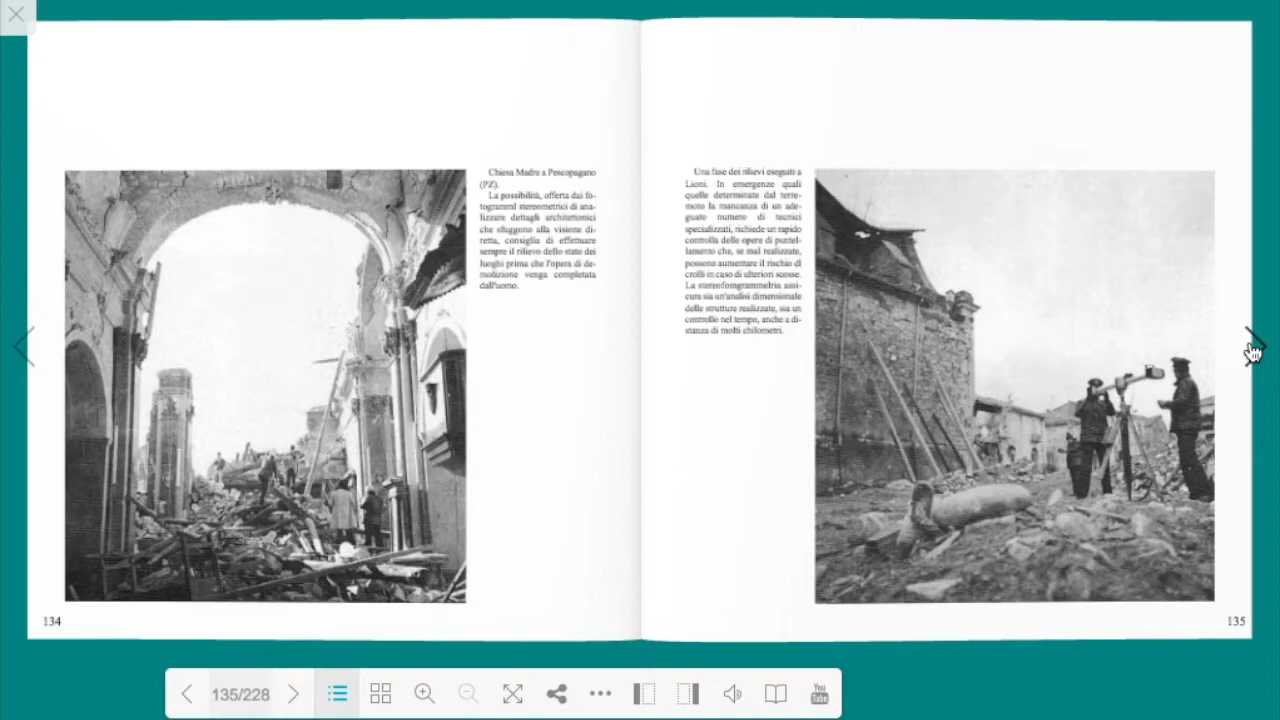 Chiesa Madre a Pescopagano
(PZ).
La possibilità, offerta dai fo-
togrammi stereometrici di ana-
lizzare dettagli architettonici
che sfuggono alla visione di-
retta, consiglia di effettuare
sempre il rilievo dello stato dei
luoghi prima che l'opera di de-
molizione venga completata
dall'uomo.
134
Una fase dei rilievi eseguiti a
Lioni. In emergenze quali
quelle determinate dal terre-
moto la mancanza di un ade-
guato numero di tecnici
specializzati, richiede un rapido
controlla delle opere di puntel-
lamento che, se mal realizzate,
possono aumentare il rischio di
crolli in caso di ulteriori scosse.
La assi-
cura sia un'analisi dimensionale
delle strutture realizzate, sia un
controllo nel tempo, anche a di-
stanza di molti chilometri.
135
135/228
You
Tube